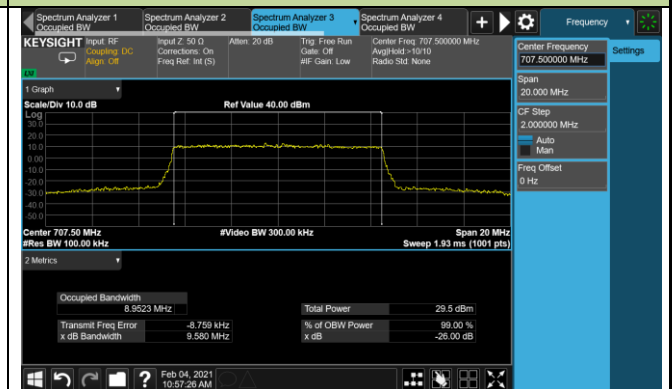 Spectrum Analyzer 1
Occupied BW
Spectrum Analyzer 2
Occupied BW
Spectrum Analyzer 3
Occupied BW
Spectrum Analyzer 4
Occupied BW
Frequency
KEYSIGHT
Input: RF
Coupling: DC
Align: Off
Input Z: 50 Ω
Corrections: On
Freq Ref: Int (S)
Atten: 20 dB
Trig: Free Run
Gate: Off
#IF Gain: Low
Center Freq: 707.500000 MHz
Avg|Hold:>10/10
Radio Std: None
Center Frequency
707.500000 MHz
Settings
Span
20.000 MHz
CF Step
2.000000 MHz
Auto
Man
Freq Offset
0 Hz
1 Graph
Scale/Div 10.0 dB
Ref Value 40.00 dBm
Log
30.0
20.0
10.0
0.00
-10.0
-20.0
-30.0
-40.0
-50.0
Center 707.50 MHz
#Video BW 300.00 kHz
Span 20 MHz
#Res BW 100.00 kHz
Sweep 1.93 ms (1001 pts)
2 Metrics
Occupied Bandwidth
8.9523 MHz
Total Power
29.5 dBm
Transmit Freq Error
-8.759 kHz
% of OBW Power
99.00 %
x dB Bandwidth
9.580 MHz
x dB
-26.00 dB
?
Feb 04, 2021
10:57:26 AM